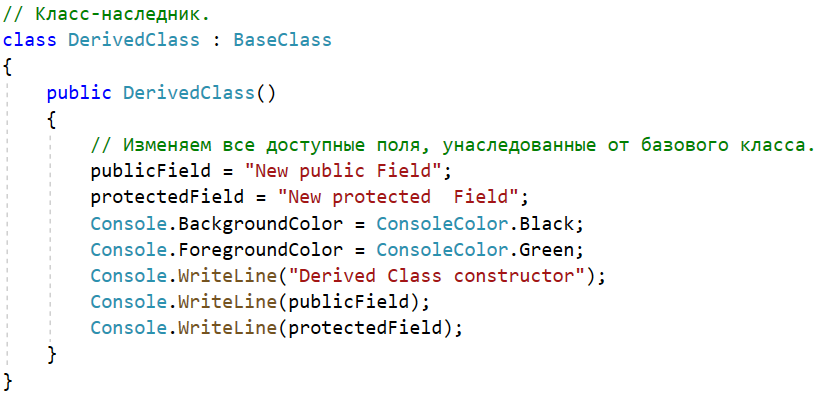 // Класс-наследник.
class DerivedClass : BaseClass
{
    public DerivedClass()
    {
        // Изменяем все доступные поля, унаследованные от базового класса.
        publicField = "New public Field";
        protectedField = "New protected  Field";
        Console.BackgroundColor = ConsoleColor.Black;
        Console.ForegroundColor = ConsoleColor.Green;
        Console.WriteLine("Derived Class constructor");
        Console.WriteLine(publicField);
        Console.WriteLine(protectedField);
    }
}